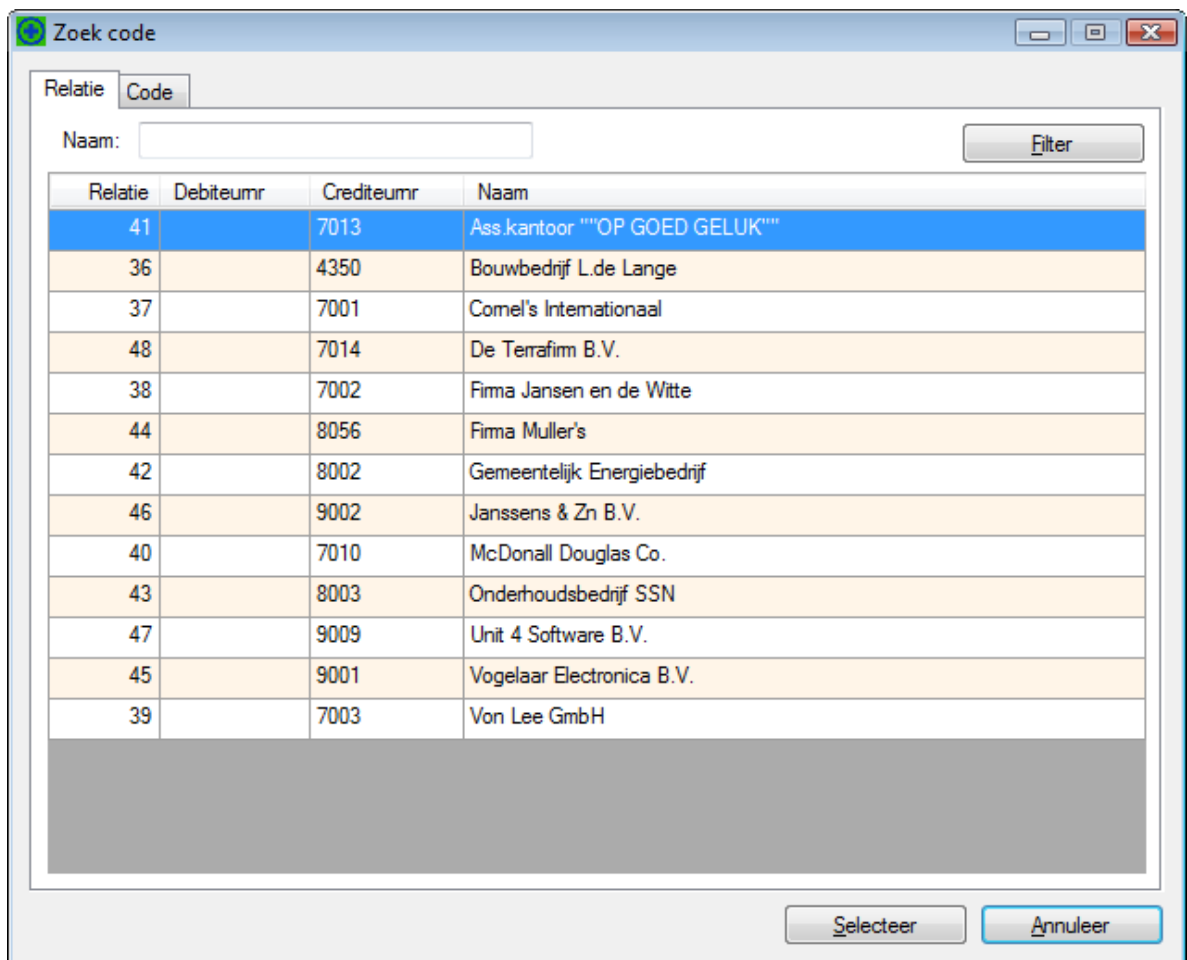 Zoek code
Relatie Code
Naam: Filter
Relatie Debiteurnr Crediteurnr Naam
41 7013 Ass.kantoor ""OP GOED GELUK""
36 4350 Bouwbedrijf L.de Lange
37 7001 Cornel's Internationaal
48 7014 De Terrafirm B.V.
38 7002 Firma Jansen en de Witte
44 8056 Firma Muller's
42 8002 Gemeentelijk Energiebedrijf
46 9002 Janssens & Zn B.V.
40 7010 McDonall Douglas Co.
43 8003 Onderhoudsbedrijf SSN
47 9009 Unit 4 Software B.V.
45 9001 Vogelaar Electronica B.V.
39 7003 Von Lee GmbH
Selecteer Annuleer